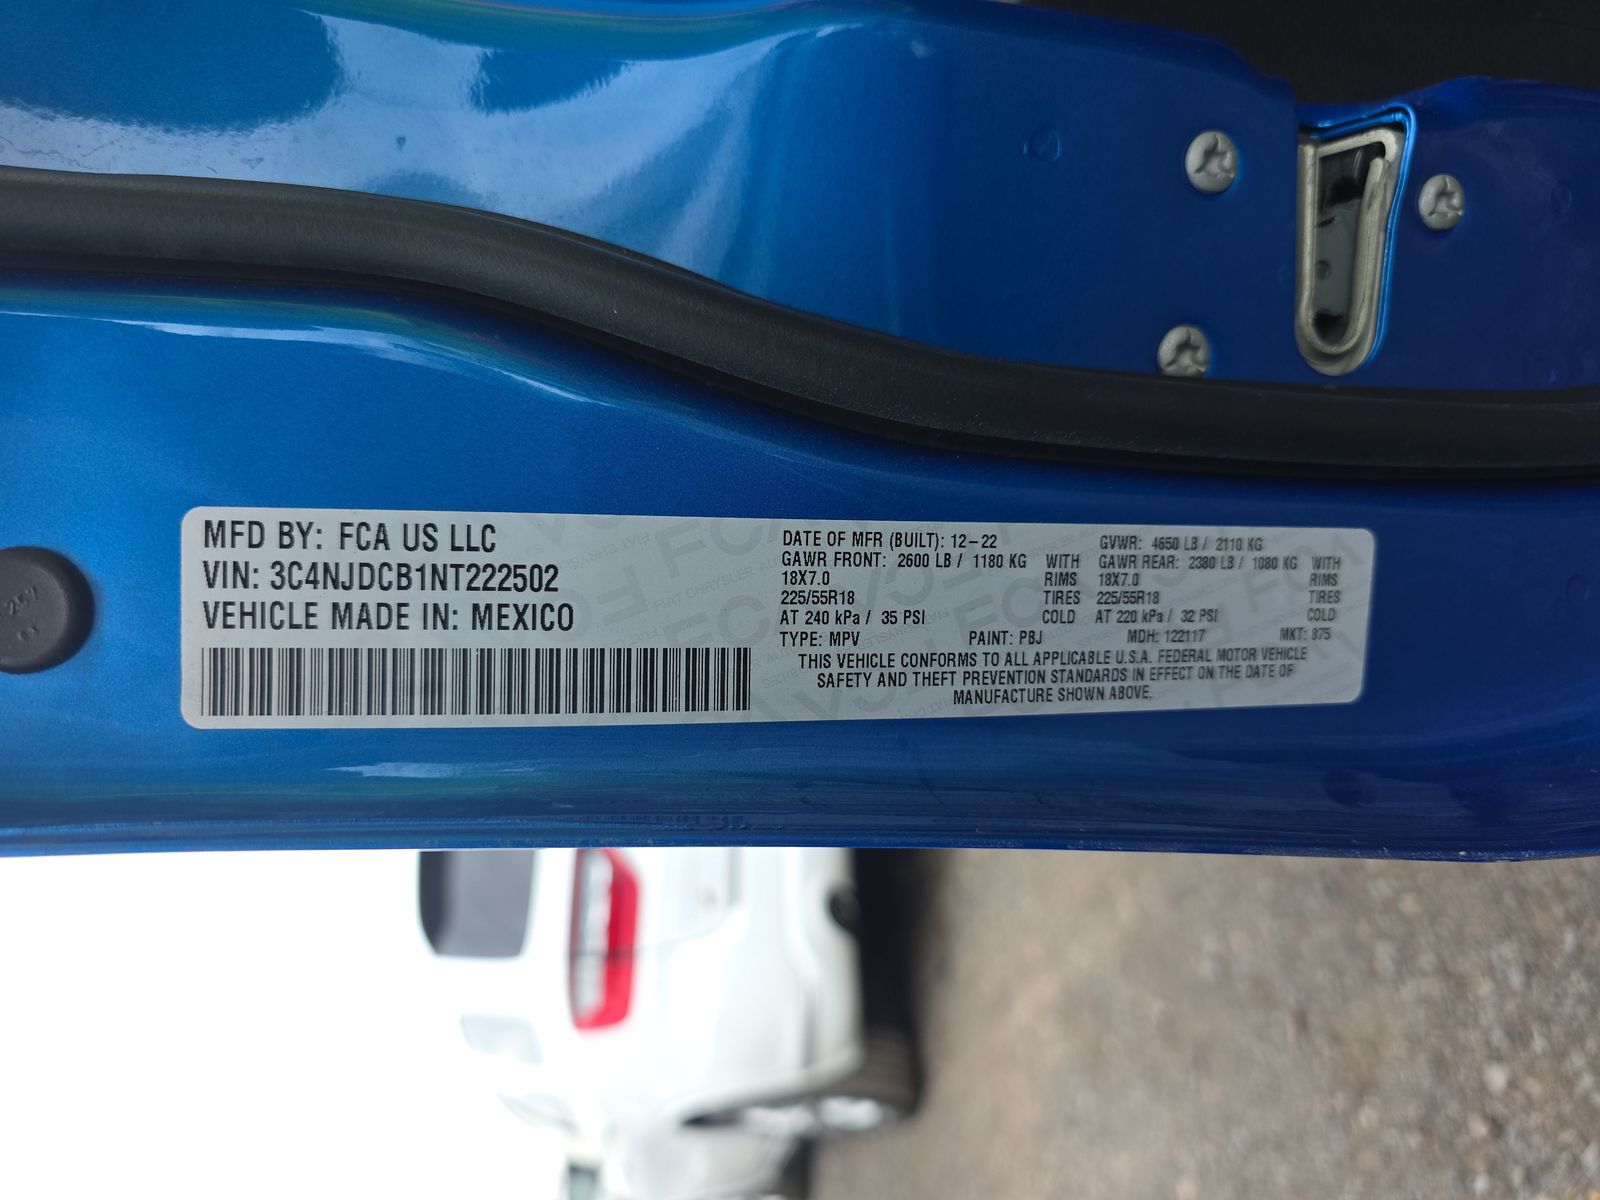 MFD BY: FCA US LLC
VIN: 3C4NJDCB1NT222502
VEHICLE MADE IN: MEXICO
DATE OF MFR (BUILT): 12-22 GVWR: 4650 LB / 2110 KG
GAWR FRONT: 2600 LB / 1180 KG WITH GAWR REAR: 2380 LB / 1080 KG WITH
18X7.0 RIMS 18X7.0 RIMS
225/55R18 TIRES 225/55R18 TIRES
AT 240 kPa / 35 PSI COLD AT 220 kPa / 32 PSI COLD
TYPE: MPV PAINT: PBJ MDH: 122117 MKT: 875
THIS VEHICLE CONFORMS TO ALL APPLICABLE U.S.A. FEDERAL MOTOR VEHICLE
SAFETY AND THEFT PREVENTION STANDARDS IN EFFECT ON THE DATE OF
MANUFACTURE SHOWN ABOVE.